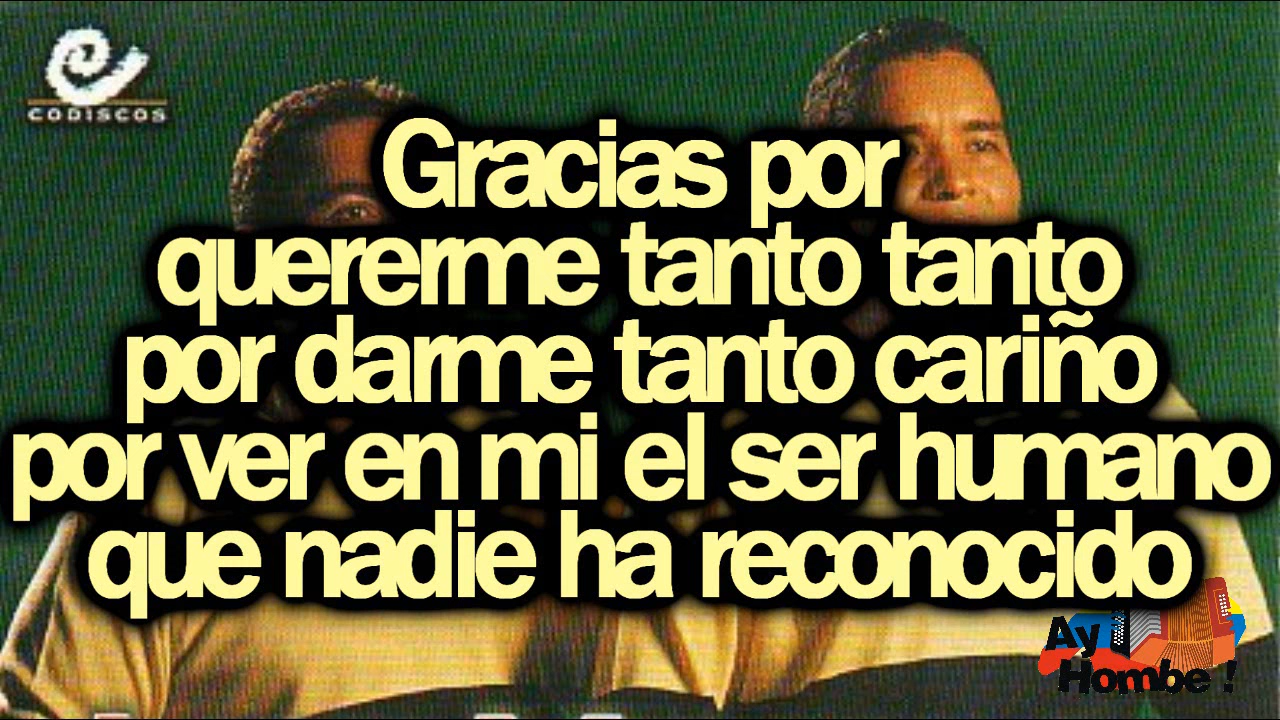 CODISCOS
Gracias por
quererme tanto tanto
por darme tanto cariño
por ver en mi el ser humano
que nadie ha reconocido
Ay
Hombe !